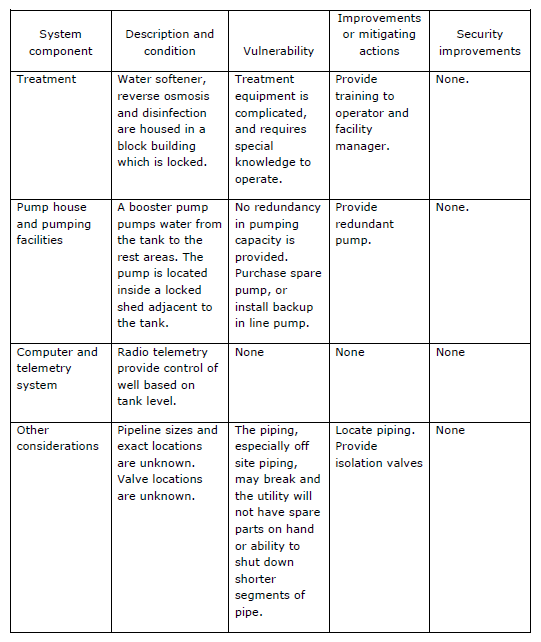 System
component
Description and
condition
Vulnerability
Improvements
or mitigating
actions
Security
improvements
Treatment
Water softener,
reverse osmosis
and disinfection
are housed in a
block building
which is locked.
Treatment
equipment is
complicated,
and requires
special
knowledge to
operate.
Provide
training to
operator and
facility
manager.
None.
Pump house
and pumping
facilities
A booster pump
pumps water from
the tank to the
rest areas. The
pump is located
inside a locked
shed adjacent to
the tank.
No redundancy
in pumping
capacity is
provided.
Purchase spare
pump, or
install backup
in line pump.
Provide
redundant
pump.
None.
Computer and
telemetry
system
Radio telemetry
provide control of
well based on
tank level.
None
None
None
Other
considerations
Pipeline sizes and
exact locations
are unknown.
Valve locations
are unknown.
The piping,
especially off
site piping,
may break and
the utility will
not have spare
parts on hand
or ability to
shut down
shorter
segments of
pipe.
Locate piping.
Provide
isolation valves
None